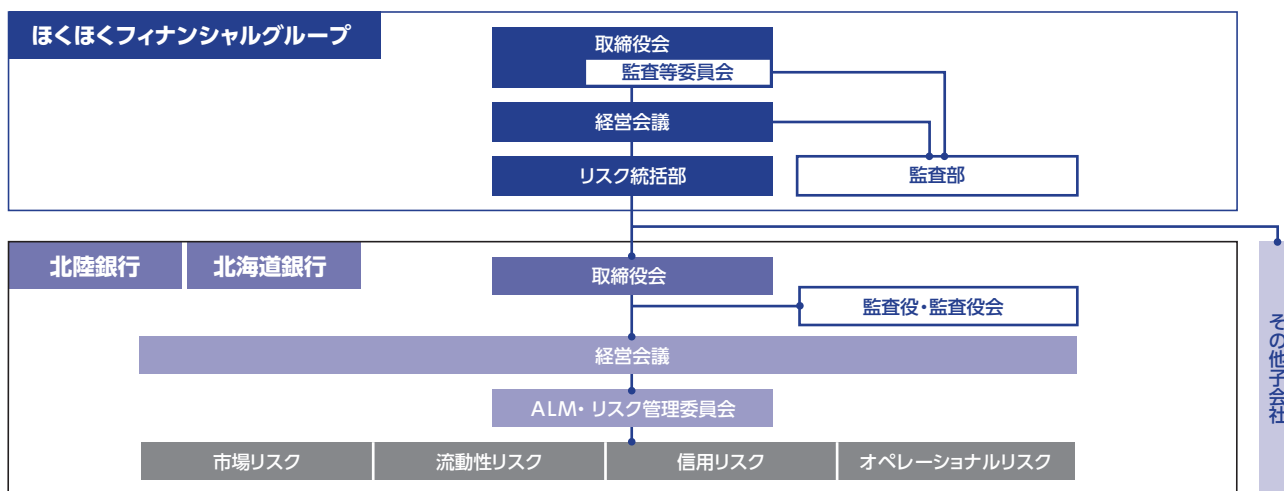 ほくほくフィナンシャルグループ
取締役会
監査等委員会
経営会議
リスク統括部
監査部
北陸銀行
北海道銀行
取締役会
監査役・監査役会
経営会議
ALM・リスク管理委員会
市場リスク
流動性リスク
信用リスク
オペレーショナルリスク
その他子会社